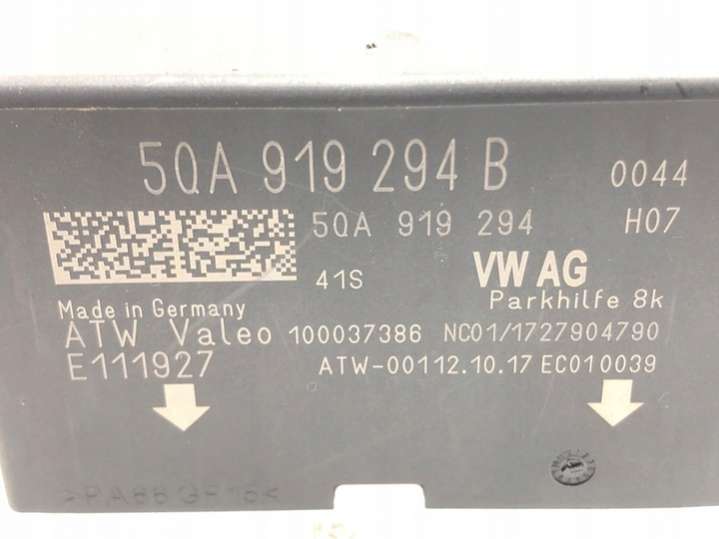 5QA 919 294 B 0044
5QA 919 294 H07
41S VW AG
Parkhilfe 8k
Made in Germany
ATW Valeo 100037386 NC01/1727904790
E111927 ATW-00112.10.17 EC010039
>PA66 GF15<